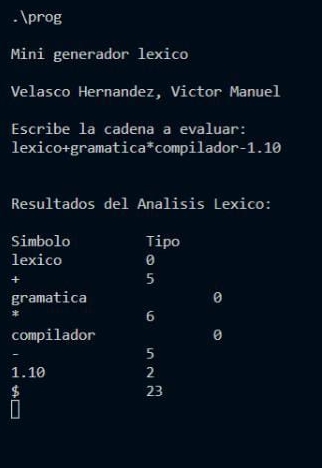 .\prog
Mini generador lexico
Velasco Hernandez, Victor Manuel
Escribe la cadena a evaluar:
lexico+gramatica*compilador-1.10
Resultados del Analisis Lexico:
Simbolo Tipo
lexico 0
+ 5
gramatica 0
* 6
compilador 0
- 5
1.10 2
$ 23